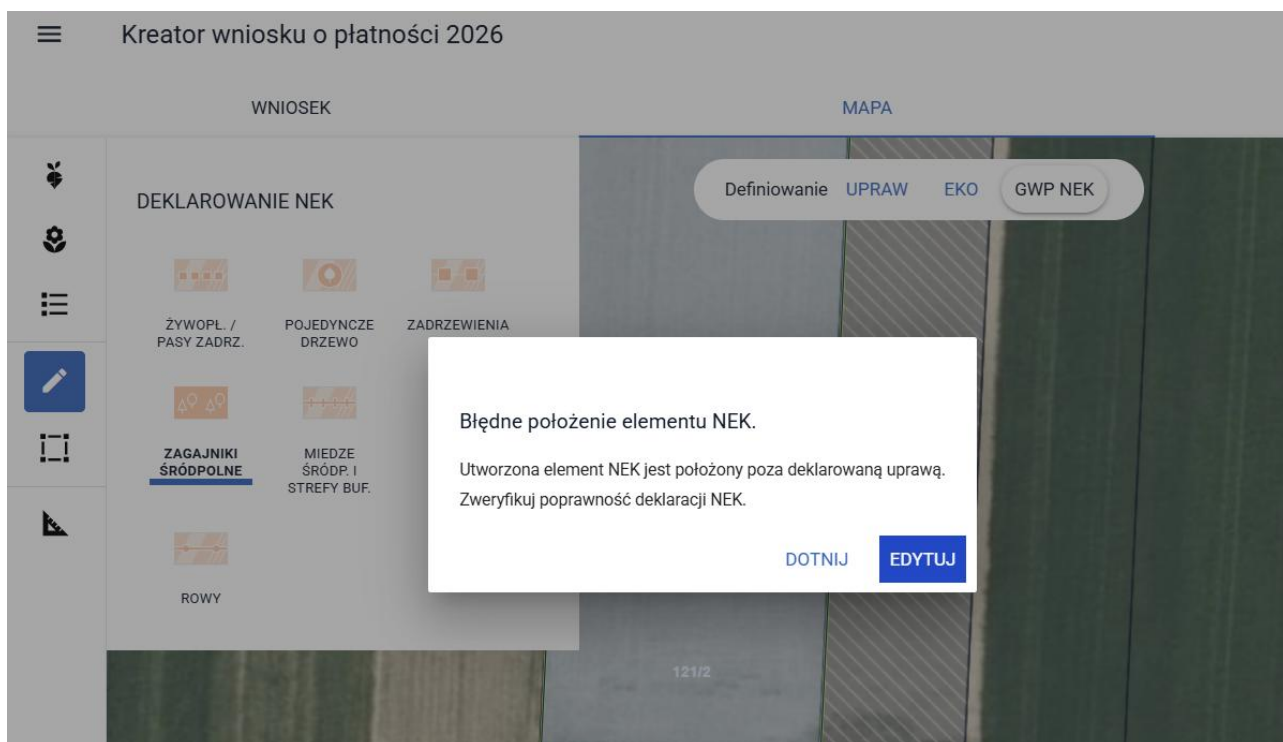 Kreator wniosku o płatności 2026
WNIOSEK
MAPA
Definiowanie UPRAW EKO GWP NEK
DEKLAROWANIE NEK
ŻYWOPŁ. /
PASY ZADRZ.
POJEDYNCZE
DRZEWO
ZADRZEWIENIA
ZAGAJNIKI
ŚRÓDPOLNE
MIEDZE
ŚRÓDP. I
STREFY BUF.
ROWY
Błędne położenie elementu NEK.
Utworzona element NEK jest położony poza deklarowaną uprawą.
Zweryfikuj poprawność deklaracji NEK.
DOTNIJ
EDYTUJ
121/2